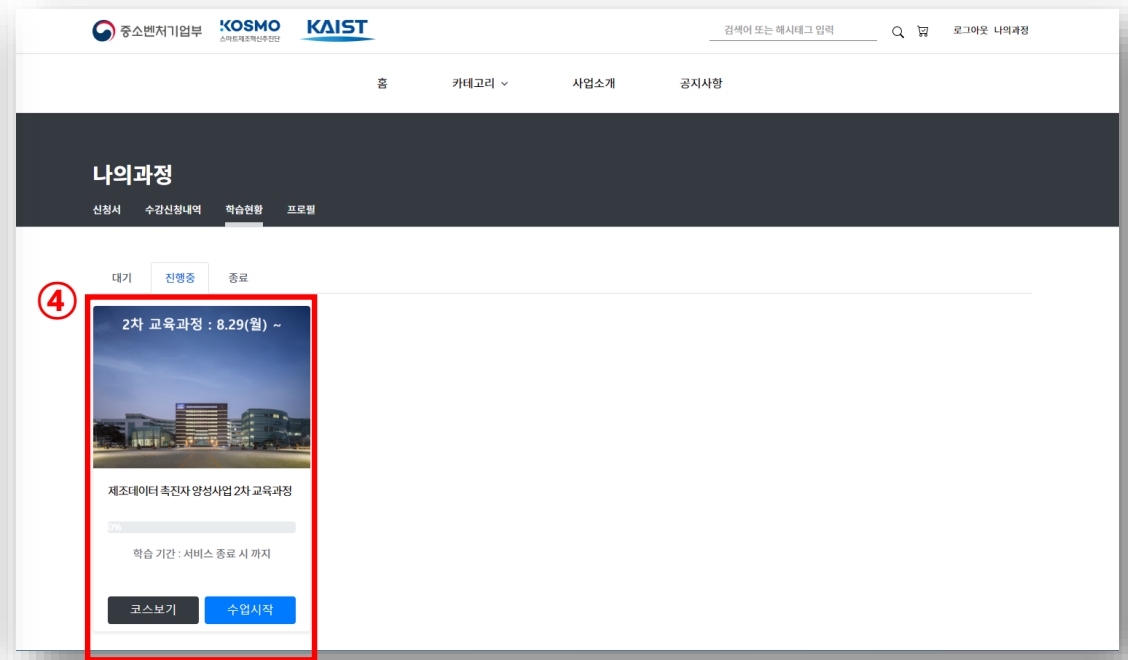 중소벤처기업부 KOSMO 스마트제조혁신추진단 KAIST 검색어 또는 해시태그 입력 로그아웃 나의과정
홈 카테고리 사업소개 공지사항
나의과정
신청서 수강신청내역 학습현황 프로필
대기 진행중 종료
④
2차 교육과정 : 8.29(월) ~
제조데이터 촉진자 양성사업 2차 교육과정
0%
학습 기간 : 서비스 종료 시 까지
코스보기 수업시작